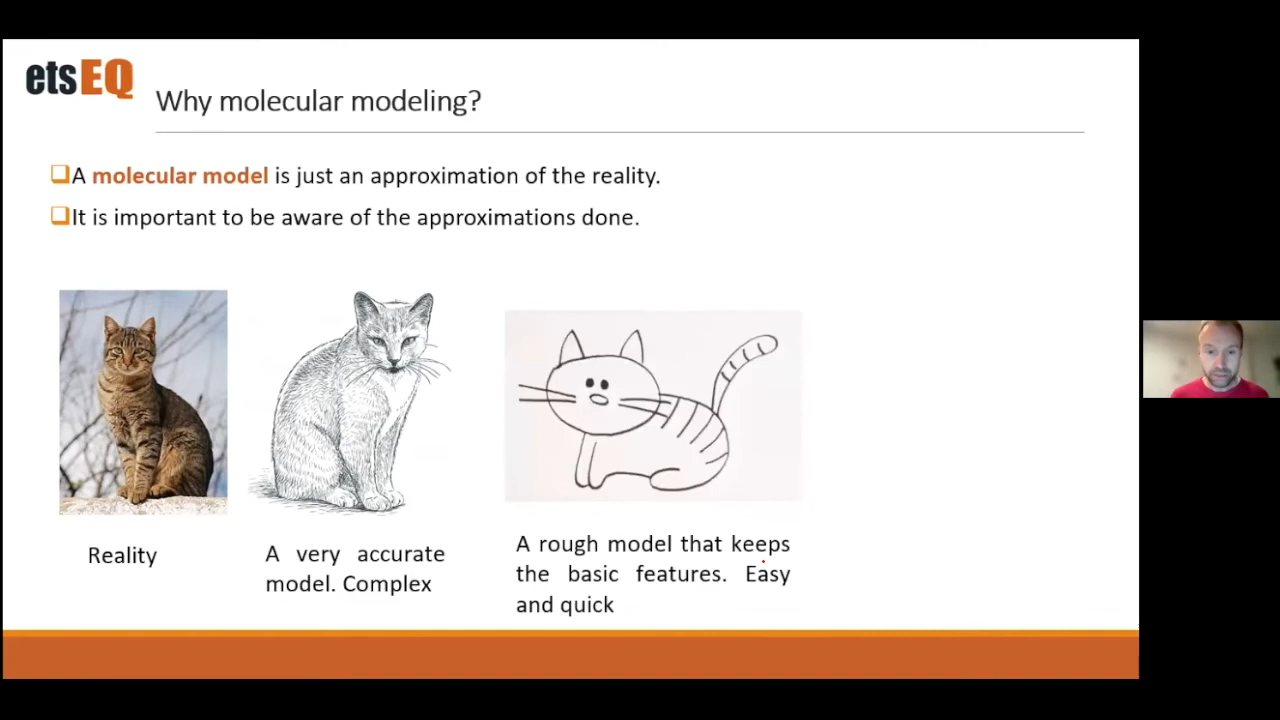 etsEQ
Why molecular modeling?
A molecular model is just an approximation of the reality.
It is important to be aware of the approximations done.
Reality
A very accurate
model. Complex
A rough model that keeps
the basic features. Easy
and quick